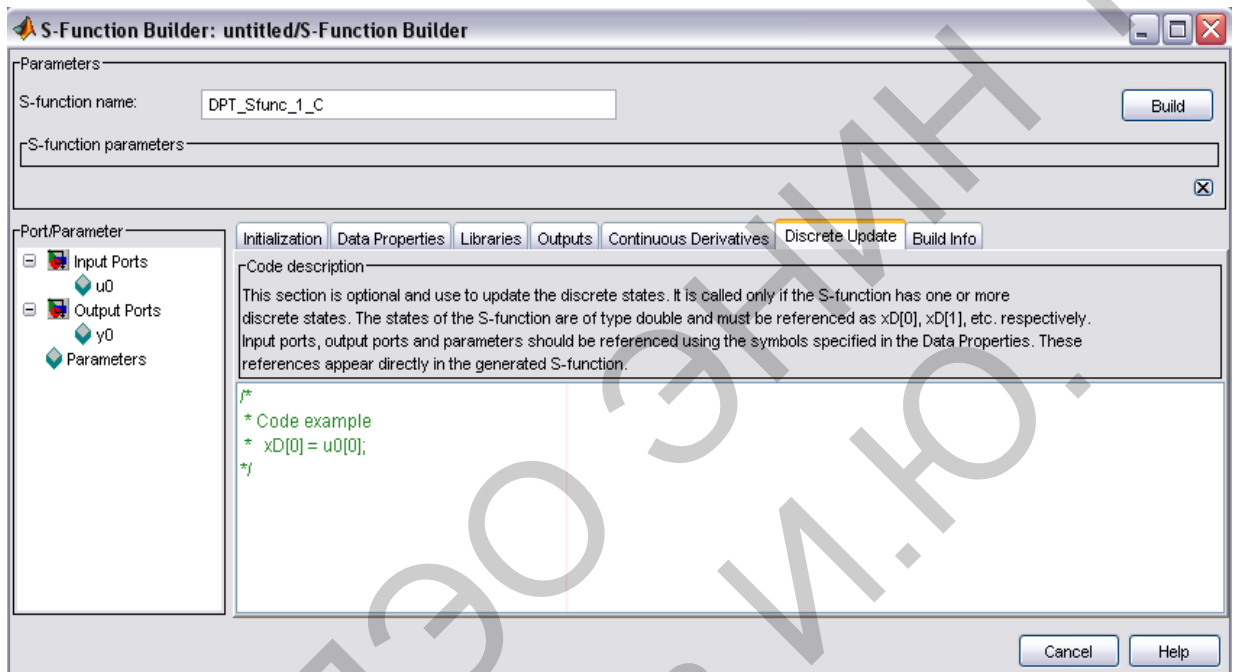 S-Function Builder: untitled/S-Function Builder
Parameters
S-function name:
DPT_Sfunc_1_C
Build
S-function parameters
Port/Parameter
Input Ports
u0
Output Ports
y0
Parameters
Initialization Data Properties Libraries Outputs Continuous Derivatives Discrete Update Build Info
Code description
This section is optional and use to update the discrete states. It is called only if the S-function has one or more
discrete states. The states of the S-function are of type double and must be referenced as xD[0], xD[1], etc. respectively.
Input ports, output ports and parameters should be referenced using the symbols specified in the Data Properties. These
references appear directly in the generated S-function.
/*
* Code example
* xD[0] = u0[0];
*/
Cancel Help
ЭНИН
И.Ю.